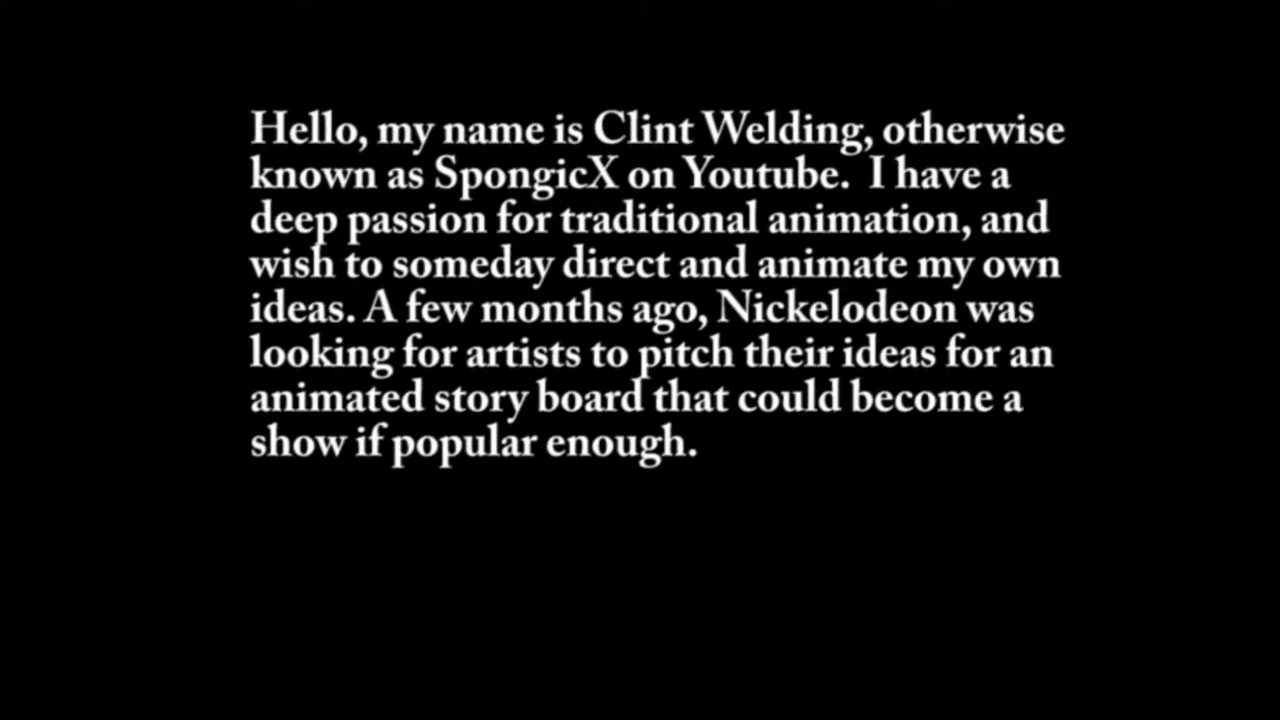 Hello, my name is Clint Welding, otherwise
known as SpongicX on Youtube.  I have a
deep passion for traditional animation, and
wish to someday direct and animate my own
ideas. A few months ago, Nickelodeon was
looking for artists to pitch their ideas for an
animated story board that could become a
show if popular enough.